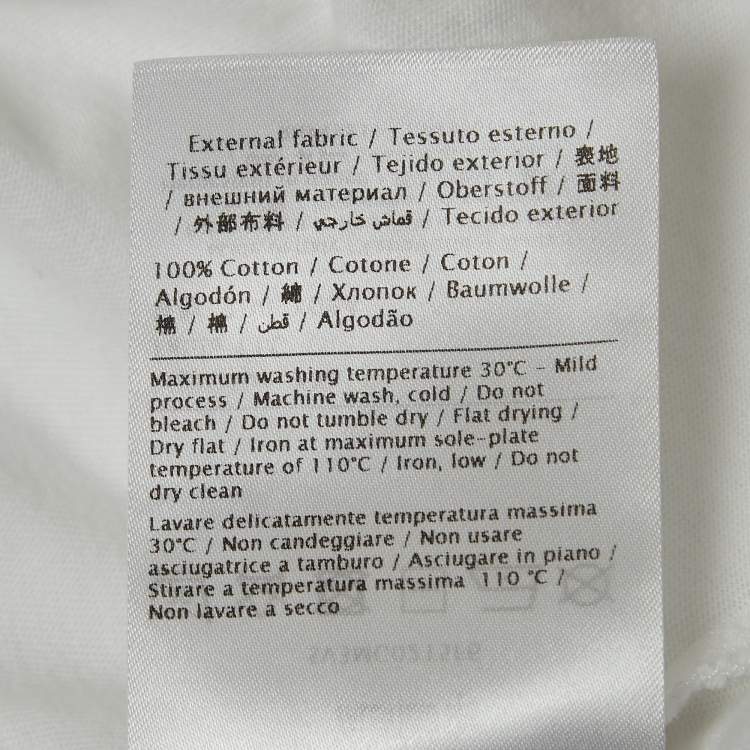 External fabric / Tessuto esterno /
Tissu extérieur / Tejido exterior / 表地
/ внешний материал / Oberstoff / 面料
/ 外部布料 / قماش خارجي / Tecido exterior
100% Cotton / Cotone / Coton /
Algodón / 綿 / Хлопок / Baumwolle /
棉 / 棉 / قطن / Algodão
Maximum washing temperature 30°C - Mild
process / Machine wash, cold / Do not
bleach / Do not tumble dry / Flat drying /
Dry flat / Iron at maximum sole-plate
temperature of 110°C / Iron, low / Do not
dry clean
Lavare delicatamente temperatura massima
30°C / Non candeggiare / Non usare
asciugatrice a tamburo / Asciugare in piano /
Stirare a temperatura massima 110 °C /
Non lavare a secco